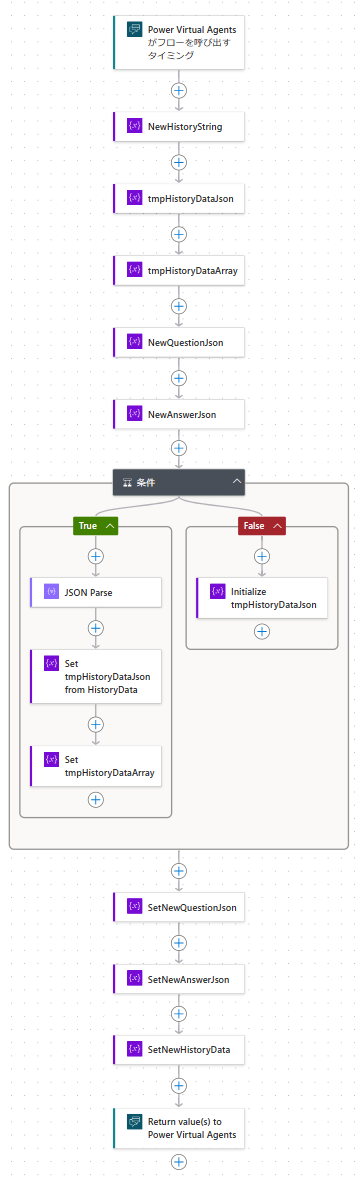 Power Virtual Agents
がフローを呼び出す
タイミング
NewHistoryString
tmpHistoryDataJson
tmpHistoryDataArray
NewQuestionJson
NewAnswerJson
条件
True
JSON Parse
Set
tmpHistoryDataJson
from HistoryData
Set
tmpHistoryDataArray
False
Initialize
tmpHistoryDataJson
SetNewQuestionJson
SetNewAnswerJson
SetNewHistoryData
Return value(s) to
Power Virtual Agents